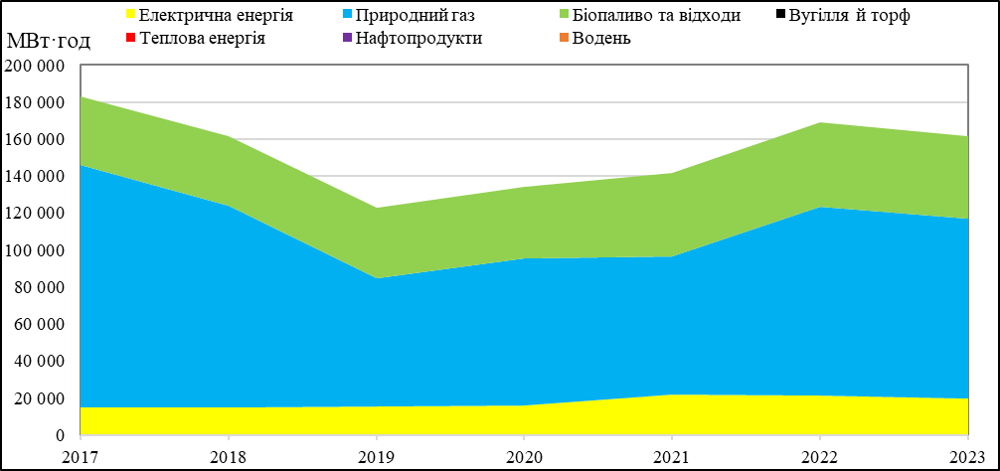 Електрична енергія Природний газ Біопаливо та відходи Вугілля й торф
Теплова енергія Нафтопродукти Водень
МВт·год
200 000
180 000
160 000
140 000
120 000
100 000
80 000
60 000
40 000
20 000
0
2017 2018 2019 2020 2021 2022 2023